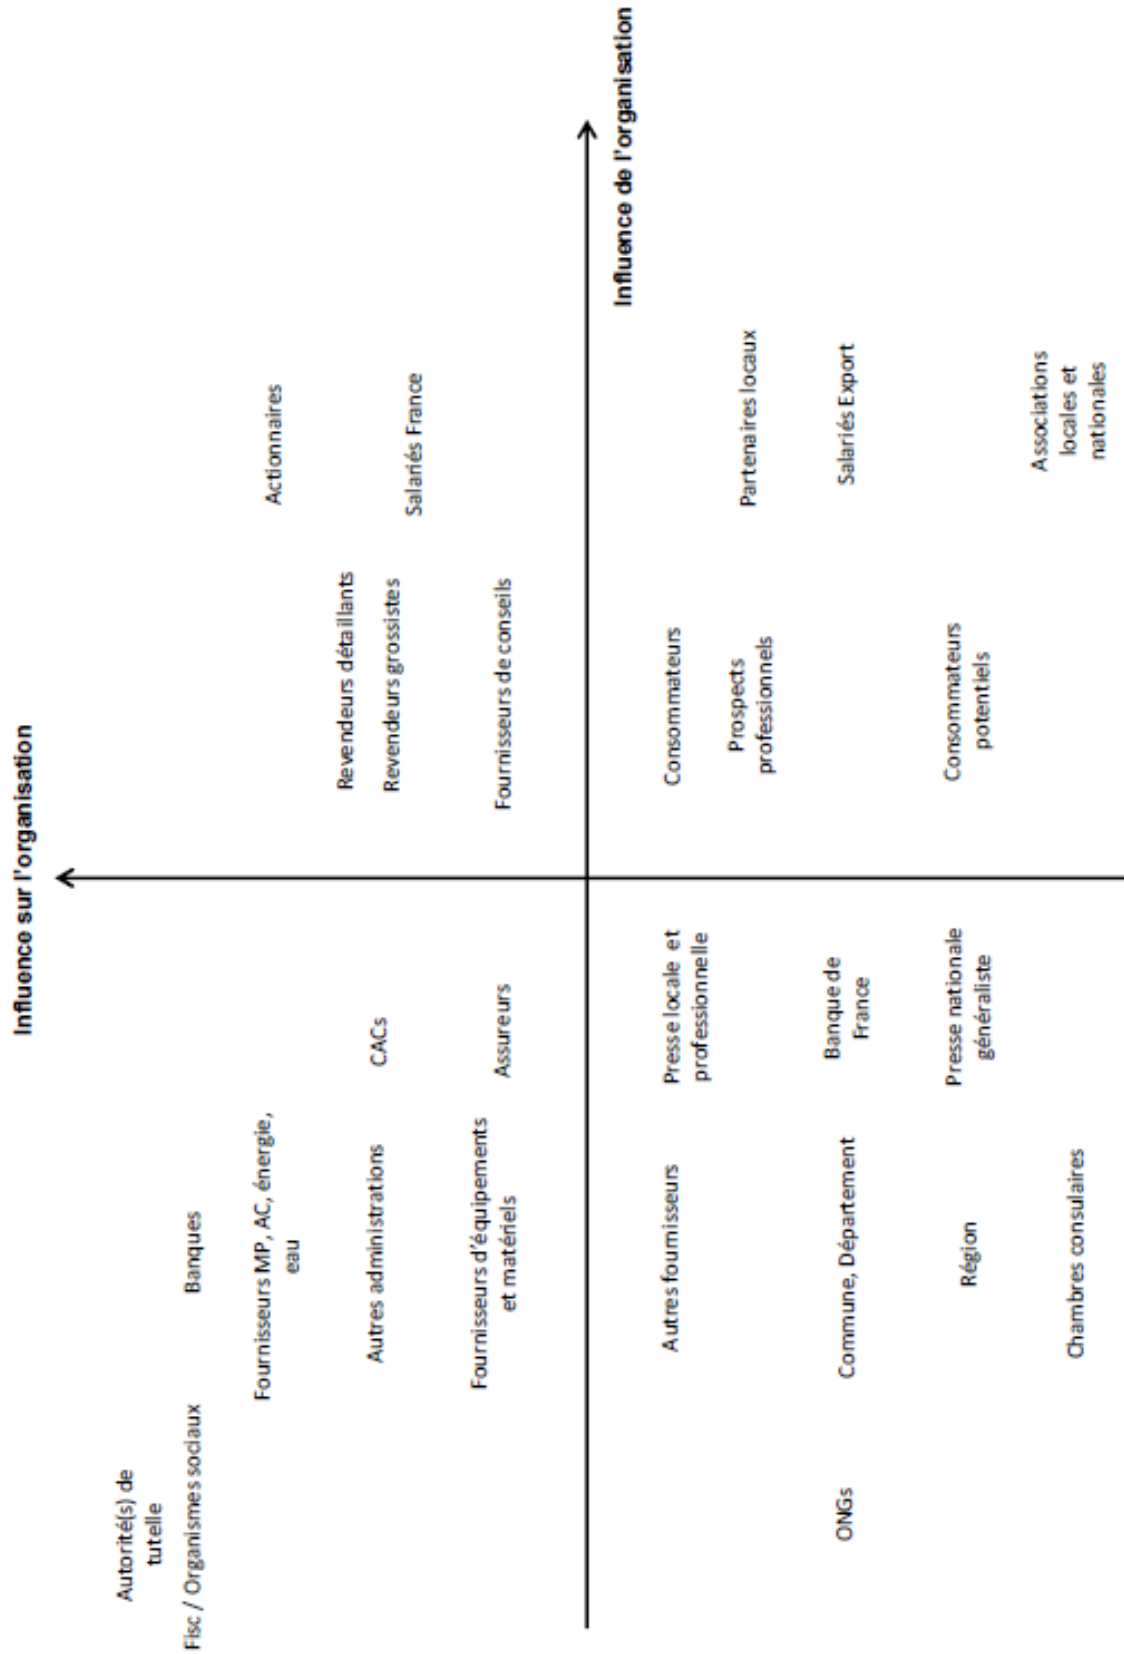 Influence sur l'organisation
Autorité(s) de
tutelle
Fisc / Organismes sociaux
Banques
Fournisseurs MP, AC, énergie,
eau
Actionnaires
Revendeurs détaillants
Autres administrations
CACs
Revendeurs grossistes
Salariés France
Fournisseurs d'équipements
et matériels
Assureurs
Fournisseurs de conseils
Influence de l'organisation
Autres fournisseurs
Presse locale et
professionnelle
Consommateurs
Prospects
professionnels
Partenaires locaux
ONGs
Commune, Département
Banque de
France
Salariés Export
Région
Presse nationale
généraliste
Consommateurs
potentiels
Associations
locales et
nationales
Chambres consulaires